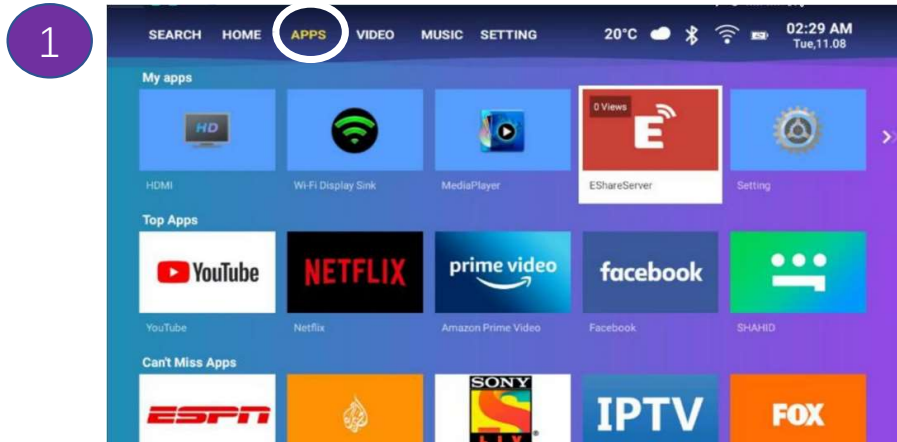 1
SEARCH HOME APPS VIDEO MUSIC SETTING 20°C 02:29 AM
Tue,11.08
My apps
HD 0 Views E
HDMI Wi-Fi Display Sink MediaPlayer EShareServer Setting
Top Apps
YouTube NETFLIX prime video facebook
YouTube Netflix Amazon Prime Video Facebook SHAHID
Can't Miss Apps
ESPN SONY IPTV FOX
LIX